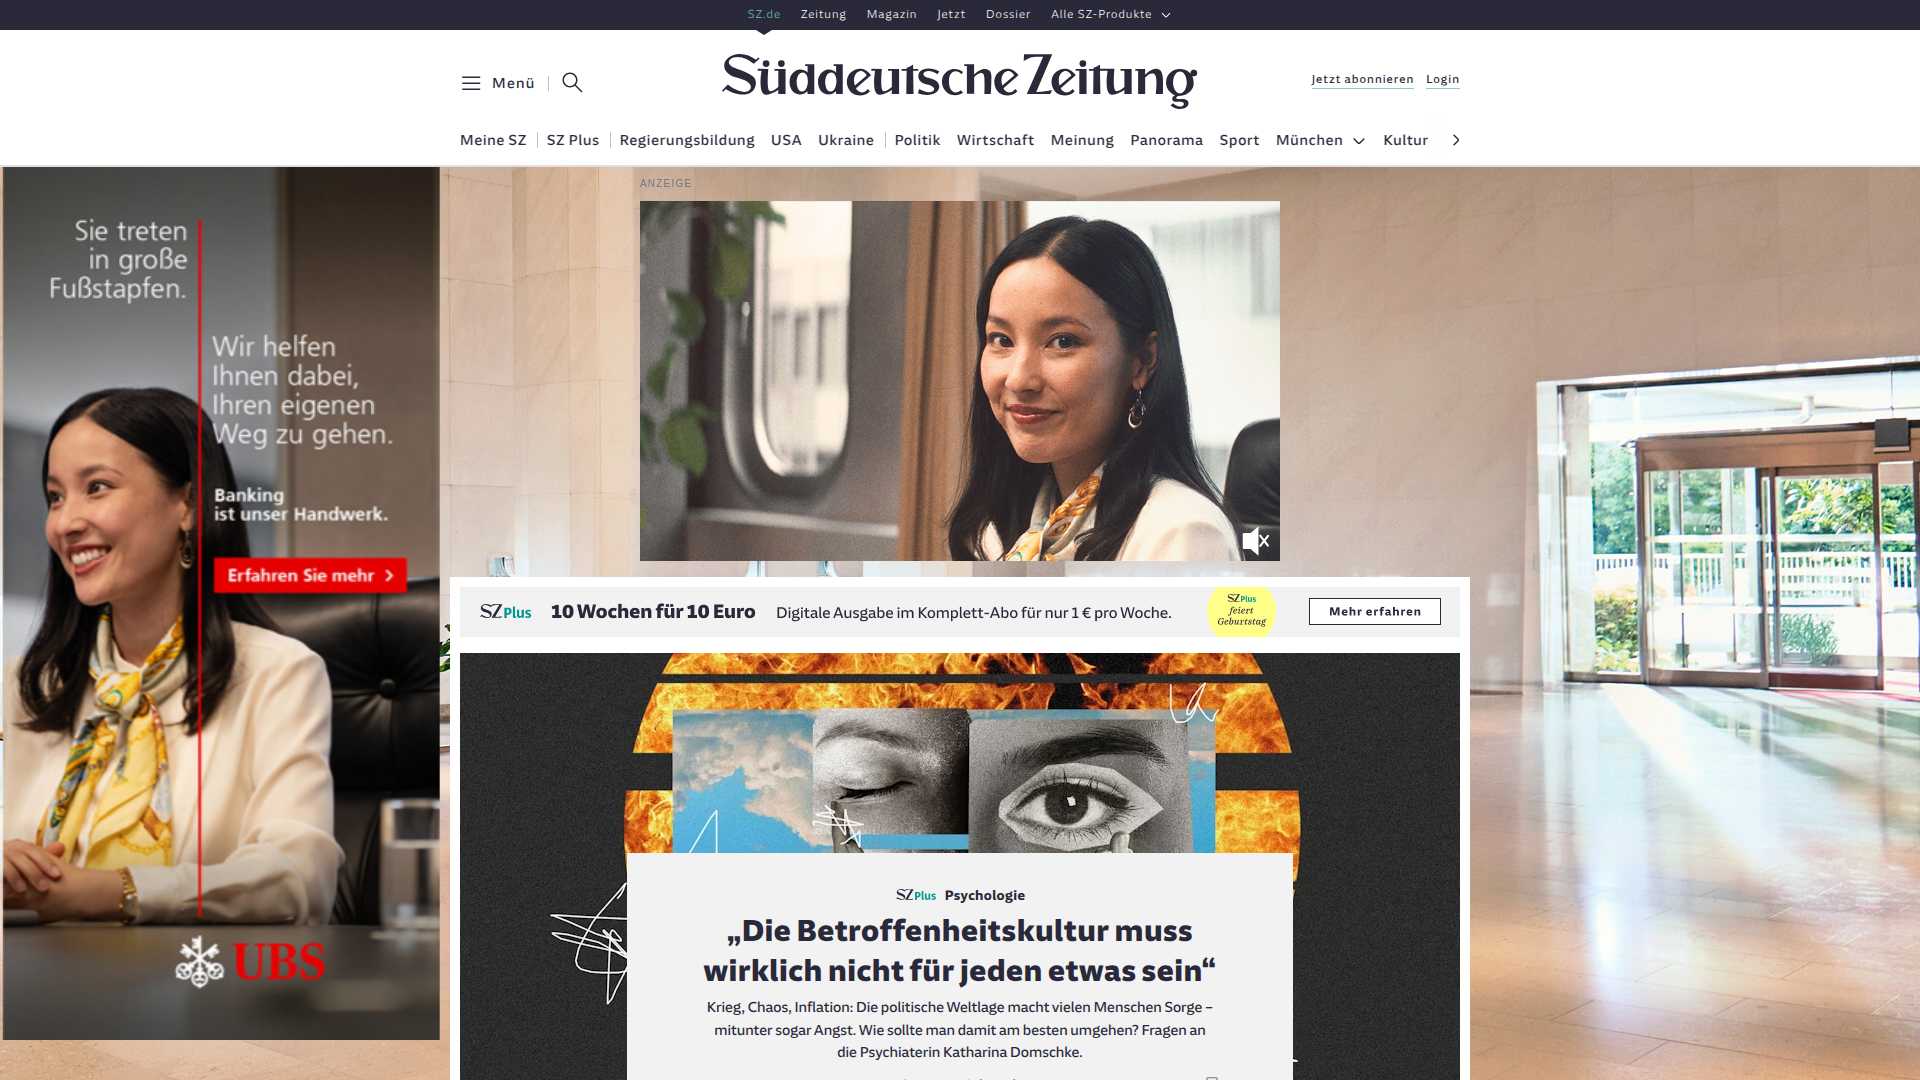 SZ.de Zeitung Magazin Jetzt Dossier Alle SZ-Produkte
Menü
Süddeutsche Zeitung
Jetzt abonnieren Login
Meine SZ SZ Plus Regierungsbildung USA Ukraine Politik Wirtschaft Meinung Panorama Sport München Kultur
ANZEIGE
Sie treten
in große
Fußstapfen.
Wir helfen
Ihnen dabei,
Ihren eigenen
Weg zu gehen.
Banking
ist unser Handwerk.
Erfahren Sie mehr
UBS
SZ Plus 10 Wochen für 10 Euro Digitale Ausgabe im Komplett-Abo für nur 1 € pro Woche.
SZ Plus
feiert
Geburtstag
Mehr erfahren
SZ Plus Psychologie
„Die Betroffenheitskultur muss
wirklich nicht für jeden etwas sein“
Krieg, Chaos, Inflation: Die politische Weltlage macht vielen Menschen Sorge –
mitunter sogar Angst. Wie sollte man damit am besten umgehen? Fragen an
die Psychiaterin Katharina Domschke.